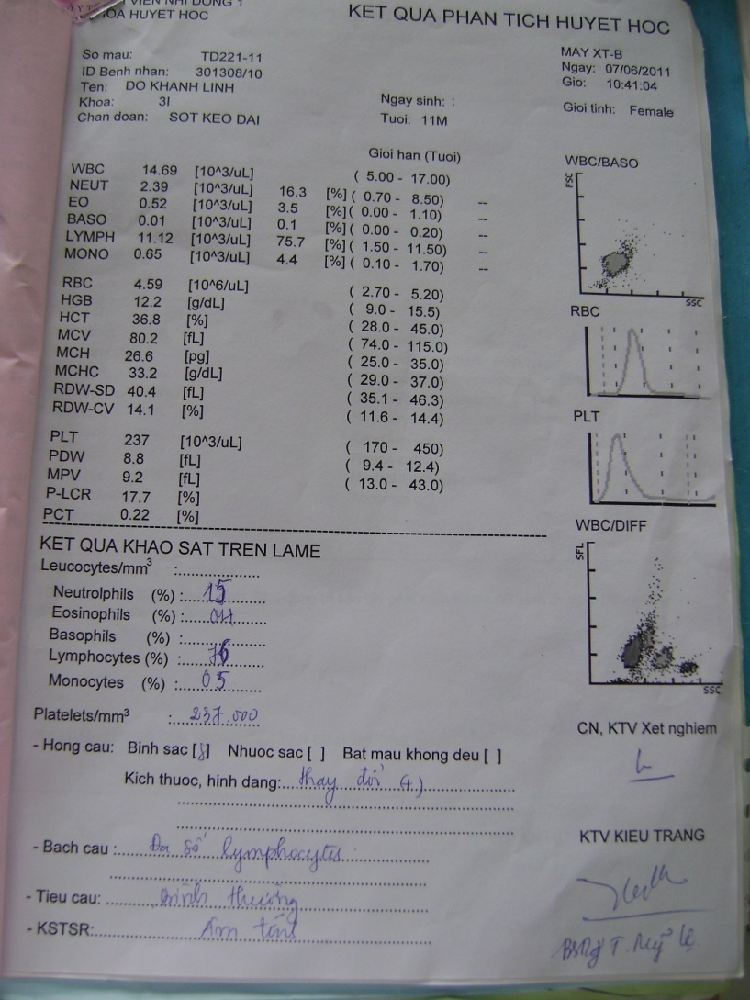 VIEN NHI DONG 1
KHOA HUYET HOC
KET QUA PHAN TICH HUYET HOC
So mau: TD221-11
ID Benh nhan: 301308/10
Ten: DO KHANH LINH
Khoa: 3I
Chan doan: SOT KEO DAI
Ngay sinh: :
Tuoi: 11M
MAY XT-B
Ngay: 07/06/2011
Gio: 10:41:04
Gioi tinh: Female
Gioi han (Tuoi)
WBC 14.69 [10^3/uL] ( 5.00 - 17.00)
NEUT 2.39 [10^3/uL] 16.3 [%] ( 0.70 - 8.50) --
EO 0.52 [10^3/uL] 3.5 [%] ( 0.00 - 1.10) --
BASO 0.01 [10^3/uL] 0.1 [%] ( 0.00 - 0.20) --
LYMPH 11.12 [10^3/uL] 75.7 [%] ( 1.50 - 11.50) --
MONO 0.65 [10^3/uL] 4.4 [%] ( 0.10 - 1.70) --
RBC 4.59 [10^6/uL] ( 2.70 - 5.20)
HGB 12.2 [g/dL] ( 9.0 - 15.5)
HCT 36.8 [%] ( 28.0 - 45.0)
MCV 80.2 [fL] ( 74.0 - 115.0)
MCH 26.6 [pg] ( 25.0 - 35.0)
MCHC 33.2 [g/dL] ( 29.0 - 37.0)
RDW-SD 40.4 [fL] ( 35.1 - 46.3)
RDW-CV 14.1 [%] ( 11.6 - 14.4)
PLT 237 [10^3/uL] ( 170 - 450)
PDW 8.8 [fL] ( 9.4 - 12.4)
MPV 9.2 [fL] ( 13.0 - 43.0)
P-LCR 17.7 [%]
PCT 0.22 [%]
WBC/BASO
FSC
SSC
RBC
PLT
WBC/DIFF
SFL
SSC
KET QUA KHAO SAT TREN LAME
Leucocytes/mm3 :
Neutrolphils (%) : 15
Eosinophils (%) : 04
Basophils (%) :
Lymphocytes (%) : 76
Monocytes (%) : 05
Platelets/mm3 : 237.000
- Hong cau: Binh sac [ ] Nhuoc sac [ ] Bat mau khong deu [ ]
Kich thuoc, hinh dang: thay đổi (+)
- Bach cau : Đa số lymphocytes
- Tieu cau: Bình thường
- KSTSR: Âm tính
CN, KTV Xet nghiem
KTV KIEU TRANG
T. Mỹ Lệ